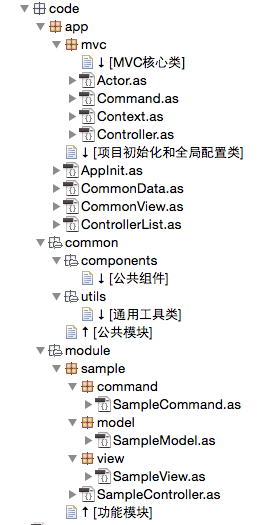 code
app
mvc
↓ [MVC核心类]
Actor.as
Command.as
Context.as
Controller.as
↓ [项目初始化和全局配置类]
AppInit.as
CommonData.as
CommonView.as
ControllerList.as
common
components
↓ [公共组件]
utils
↓ [通用工具类]
↑ [公共模块]
module
sample
command
SampleCommand.as
model
SampleModel.as
view
SampleView.as
SampleController.as
↑ [功能模块]